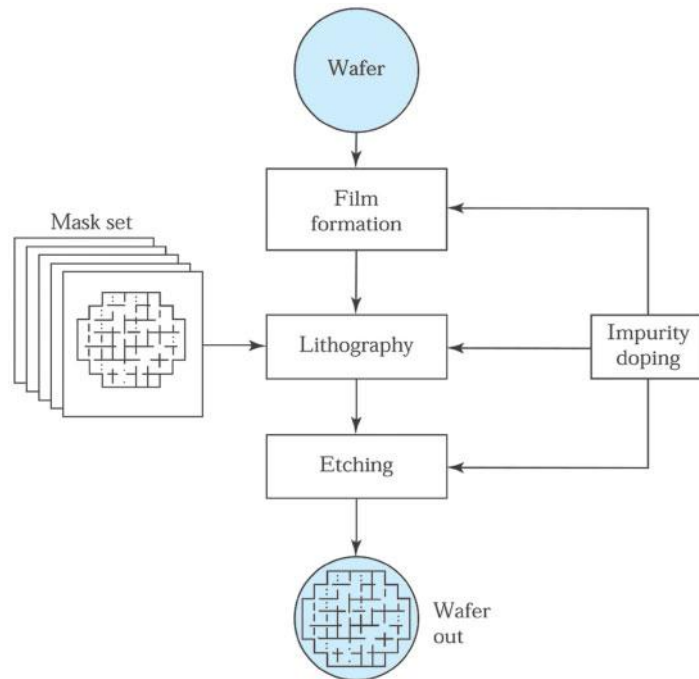 Wafer
Film
formation
Mask set
Lithography
Impurity
doping
Etching
Wafer
out